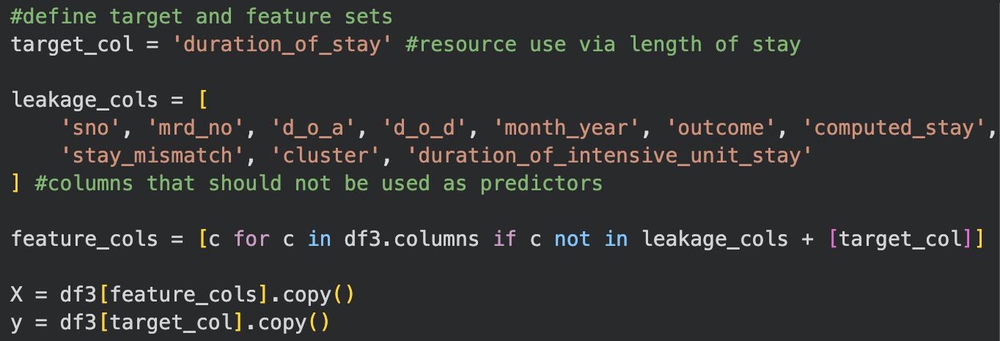 #define target and feature sets
target_col = 'duration_of_stay' #resource use via length of stay
leakage_cols = [
    'sno', 'mrd_no', 'd_o_a', 'd_o_d', 'month_year', 'outcome', 'computed_stay',
    'stay_mismatch', 'cluster', 'duration_of_intensive_unit_stay'
] #columns that should not be used as predictors
feature_cols = [c for c in df3.columns if c not in leakage_cols + [target_col]]
X = df3[feature_cols].copy()
y = df3[target_col].copy()